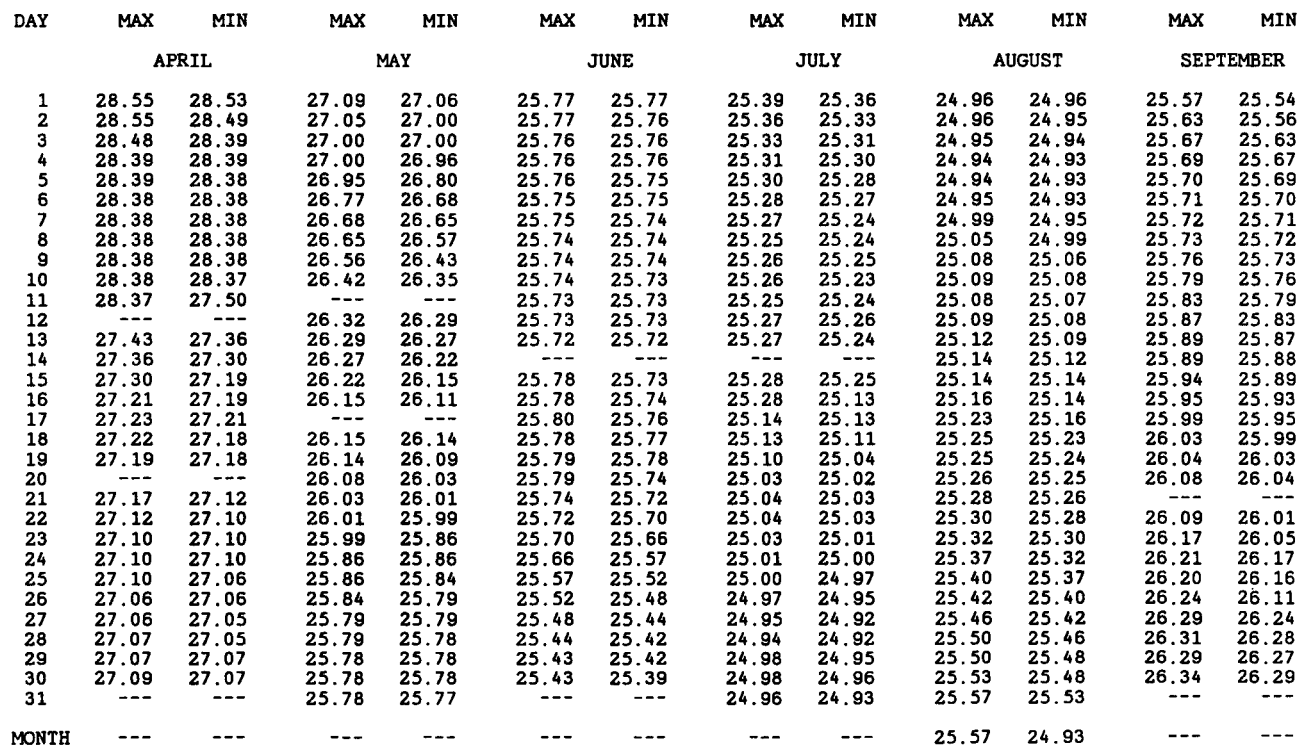 DAY MAX MIN MAX MIN MAX MIN MAX MIN MAX MIN MAX MIN
APRIL MAY JUNE JULY AUGUST SEPTEMBER
1 28.55 28.53 27.09 27.06 25.77 25.77 25.39 25.36 24.96 24.96 25.57 25.54
2 28.55 28.49 27.05 27.00 25.77 25.76 25.36 25.33 24.96 24.95 25.63 25.56
3 28.48 28.39 27.00 27.00 25.76 25.76 25.33 25.31 24.95 24.94 25.67 25.63
4 28.39 28.39 27.00 26.96 25.76 25.76 25.31 25.30 24.94 24.93 25.69 25.67
5 28.39 28.38 26.95 26.80 25.76 25.75 25.30 25.28 24.94 24.93 25.70 25.69
6 28.38 28.38 26.77 26.68 25.75 25.75 25.28 25.27 24.95 24.93 25.71 25.70
7 28.38 28.38 26.68 26.65 25.75 25.74 25.27 25.24 24.99 24.95 25.72 25.71
8 28.38 28.38 26.65 26.57 25.74 25.74 25.25 25.24 25.05 24.99 25.73 25.72
9 28.38 28.38 26.56 26.43 25.74 25.74 25.26 25.25 25.08 25.06 25.76 25.73
10 28.38 28.37 26.42 26.35 25.74 25.73 25.26 25.23 25.09 25.08 25.79 25.76
11 28.37 27.50 --- --- 25.73 25.73 25.25 25.24 25.08 25.07 25.83 25.79
12 --- --- 26.32 26.29 25.73 25.73 25.27 25.26 25.09 25.08 25.87 25.83
13 27.43 27.36 26.29 26.27 25.72 25.72 25.27 25.24 25.12 25.09 25.89 25.87
14 27.36 27.30 26.27 26.22 --- --- --- --- 25.14 25.12 25.89 25.88
15 27.30 27.19 26.22 26.15 25.78 25.73 25.28 25.25 25.14 25.14 25.94 25.89
16 27.21 27.19 26.15 26.11 25.78 25.74 25.28 25.13 25.16 25.14 25.95 25.93
17 27.23 27.21 --- --- 25.80 25.76 25.14 25.13 25.23 25.16 25.99 25.95
18 27.22 27.18 26.15 26.14 25.78 25.77 25.13 25.11 25.25 25.23 26.03 25.99
19 27.19 27.18 26.14 26.09 25.79 25.78 25.10 25.04 25.25 25.24 26.04 26.03
20 --- --- 26.08 26.03 25.79 25.74 25.03 25.02 25.26 25.25 26.08 26.04
21 27.17 27.12 26.03 26.01 25.74 25.72 25.04 25.03 25.28 25.26 --- ---
22 27.12 27.10 26.01 25.99 25.72 25.70 25.04 25.03 25.30 25.28 26.09 26.01
23 27.10 27.10 25.99 25.86 25.70 25.66 25.03 25.01 25.32 25.30 26.17 26.05
24 27.10 27.10 25.86 25.86 25.66 25.57 25.01 25.00 25.37 25.32 26.21 26.17
25 27.10 27.06 25.86 25.84 25.57 25.52 25.00 24.97 25.40 25.37 26.20 26.16
26 27.06 27.06 25.84 25.79 25.52 25.48 24.97 24.95 25.42 25.40 26.24 26.11
27 27.06 27.05 25.79 25.79 25.48 25.44 24.95 24.92 25.46 25.42 26.29 26.24
28 27.07 27.05 25.79 25.78 25.44 25.42 24.94 24.92 25.50 25.46 26.31 26.28
29 27.07 27.07 25.78 25.78 25.43 25.42 24.98 24.95 25.50 25.48 26.29 26.27
30 27.09 27.07 25.78 25.78 25.43 25.39 24.98 24.96 25.53 25.48 26.34 26.29
31 --- --- 25.78 25.77 --- --- 24.96 24.93 25.57 25.53 --- ---
MONTH --- --- --- --- --- --- --- --- 25.57 24.93 --- ---